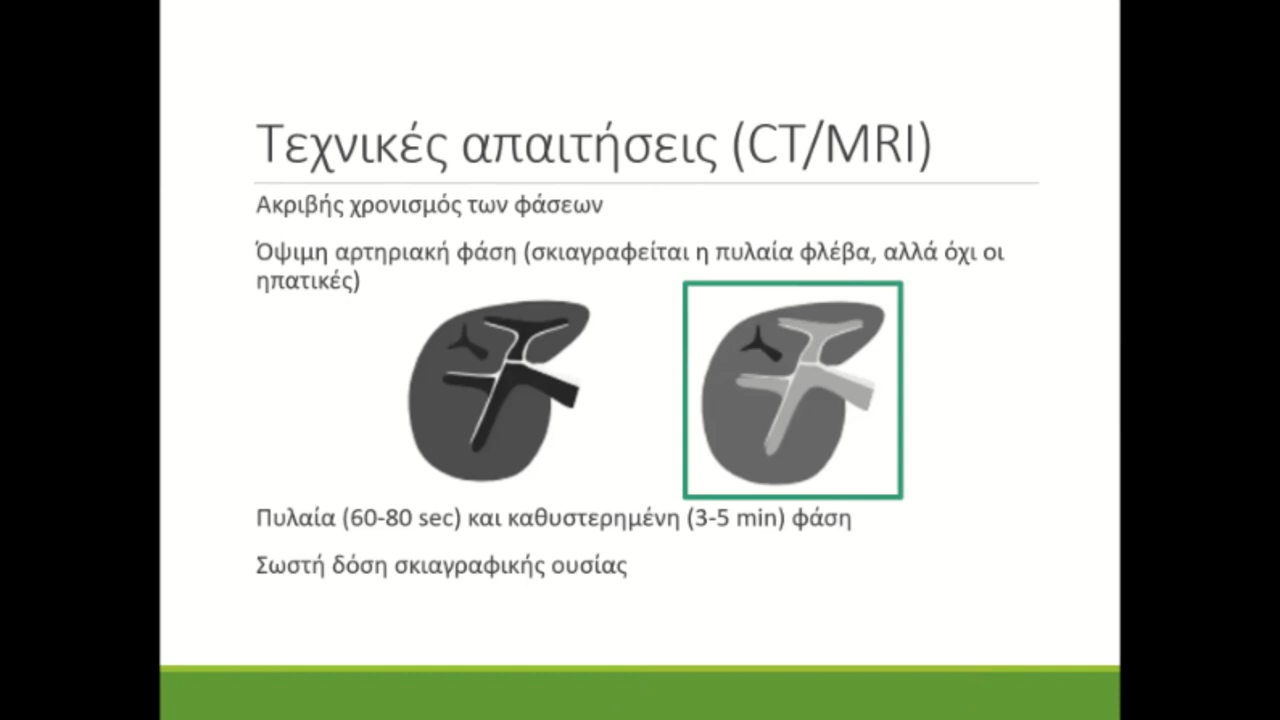 Τεχνικές απαιτήσεις (CT/MRI)
Ακριβής χρονισμός των φάσεων
Όψιμη αρτηριακή φάση (σκιαγραφείται η πυλαία φλέβα, αλλά όχι οι
ηπατικές)
Πυλαία (60-80 sec) και καθυστερημένη (3-5 min) φάση
Σωστή δόση σκιαγραφικής ουσίας